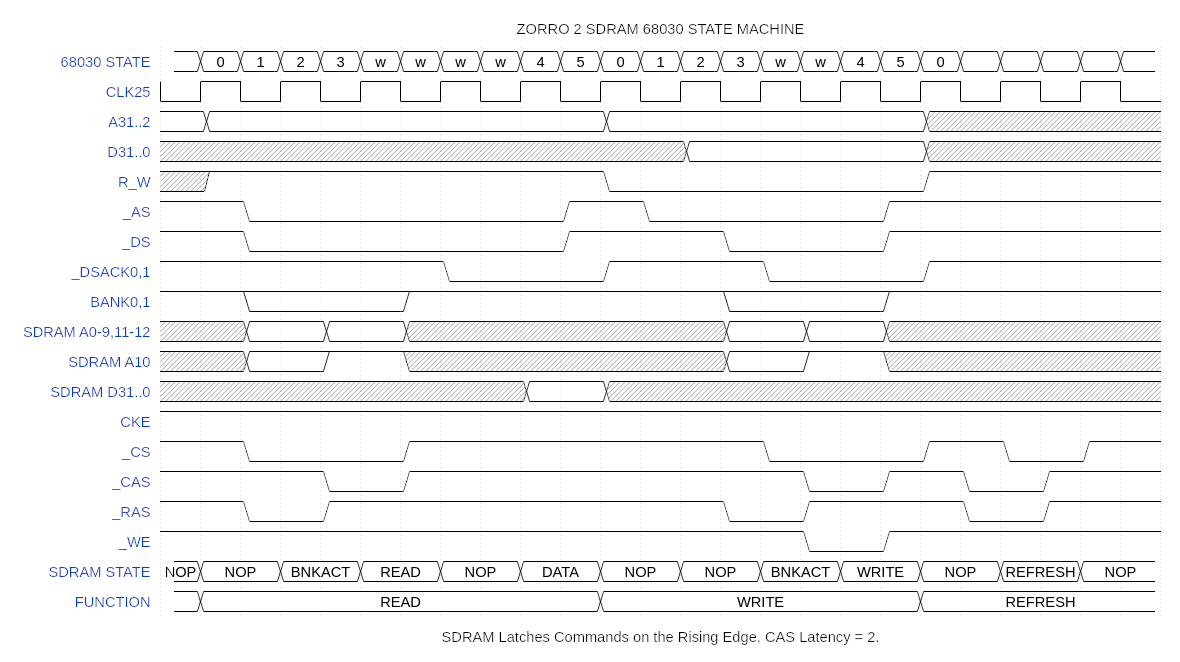 ZORRO 2 SDRAM 68030 STATE MACHINE
68030 STATE 0 1 2 3 w w w w 4 5 0 1 2 3 w w 4 5 0
CLK25
A31..2
D31..0
R_W
_AS
_DS
_DSACK0,1
BANK0,1
SDRAM A0-9,11-12
SDRAM A10
SDRAM D31..0
CKE
_CS
_CAS
_RAS
_WE
SDRAM STATE NOP NOP BNKACT READ NOP DATA NOP NOP BNKACT WRITE NOP REFRESH NOP
FUNCTION READ WRITE REFRESH
SDRAM Latches Commands on the Rising Edge. CAS Latency = 2.